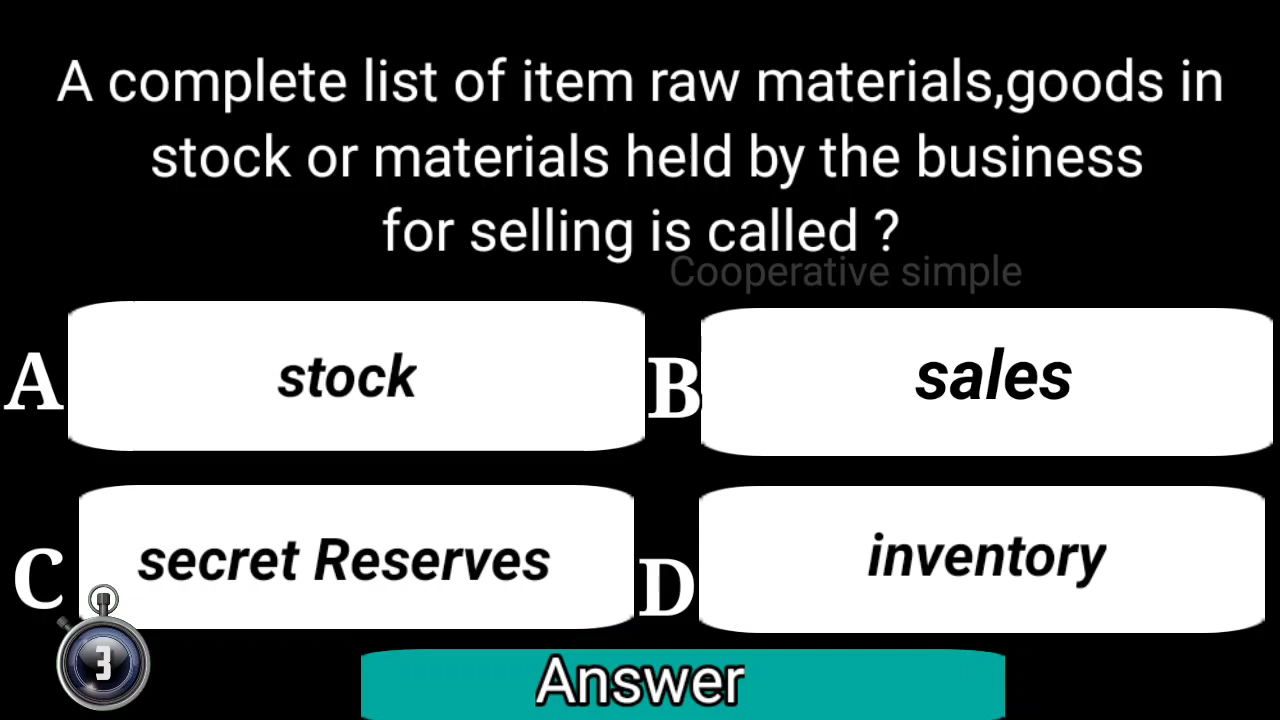 A complete list of item raw materials,goods in
stock or materials held by the business
for selling is called ?
Cooperative simple
A stock
B sales
C secret Reserves
D inventory
3
Answer